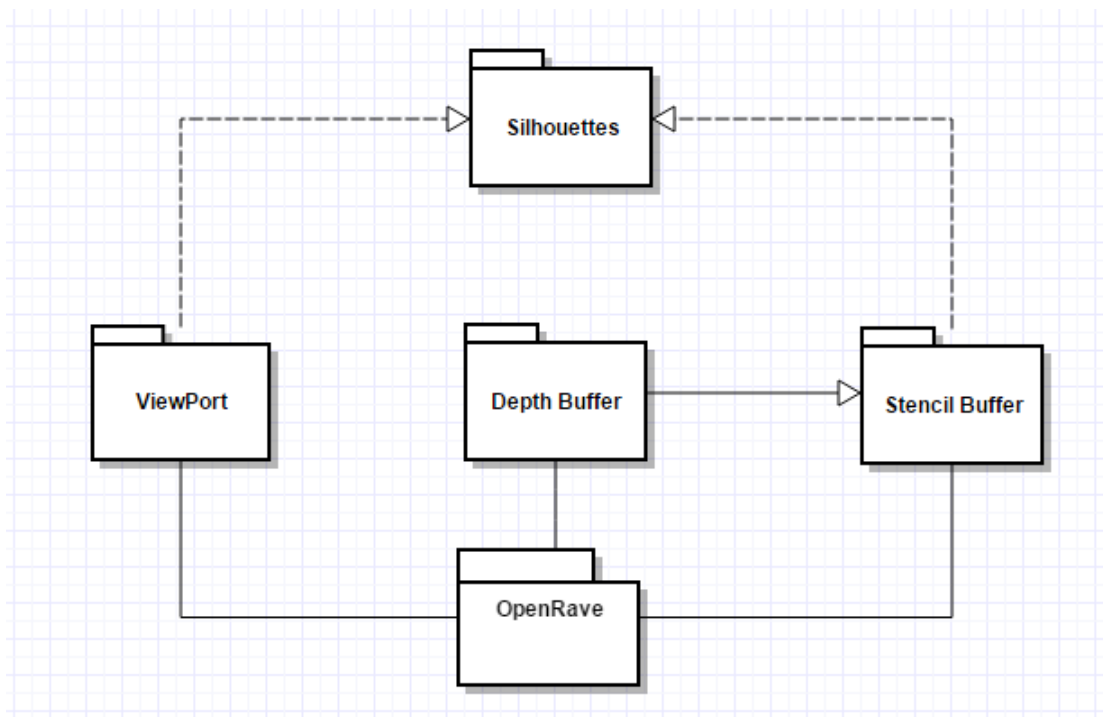 Silhouettes
ViewPort
Depth Buffer
Stencil Buffer
OpenRave